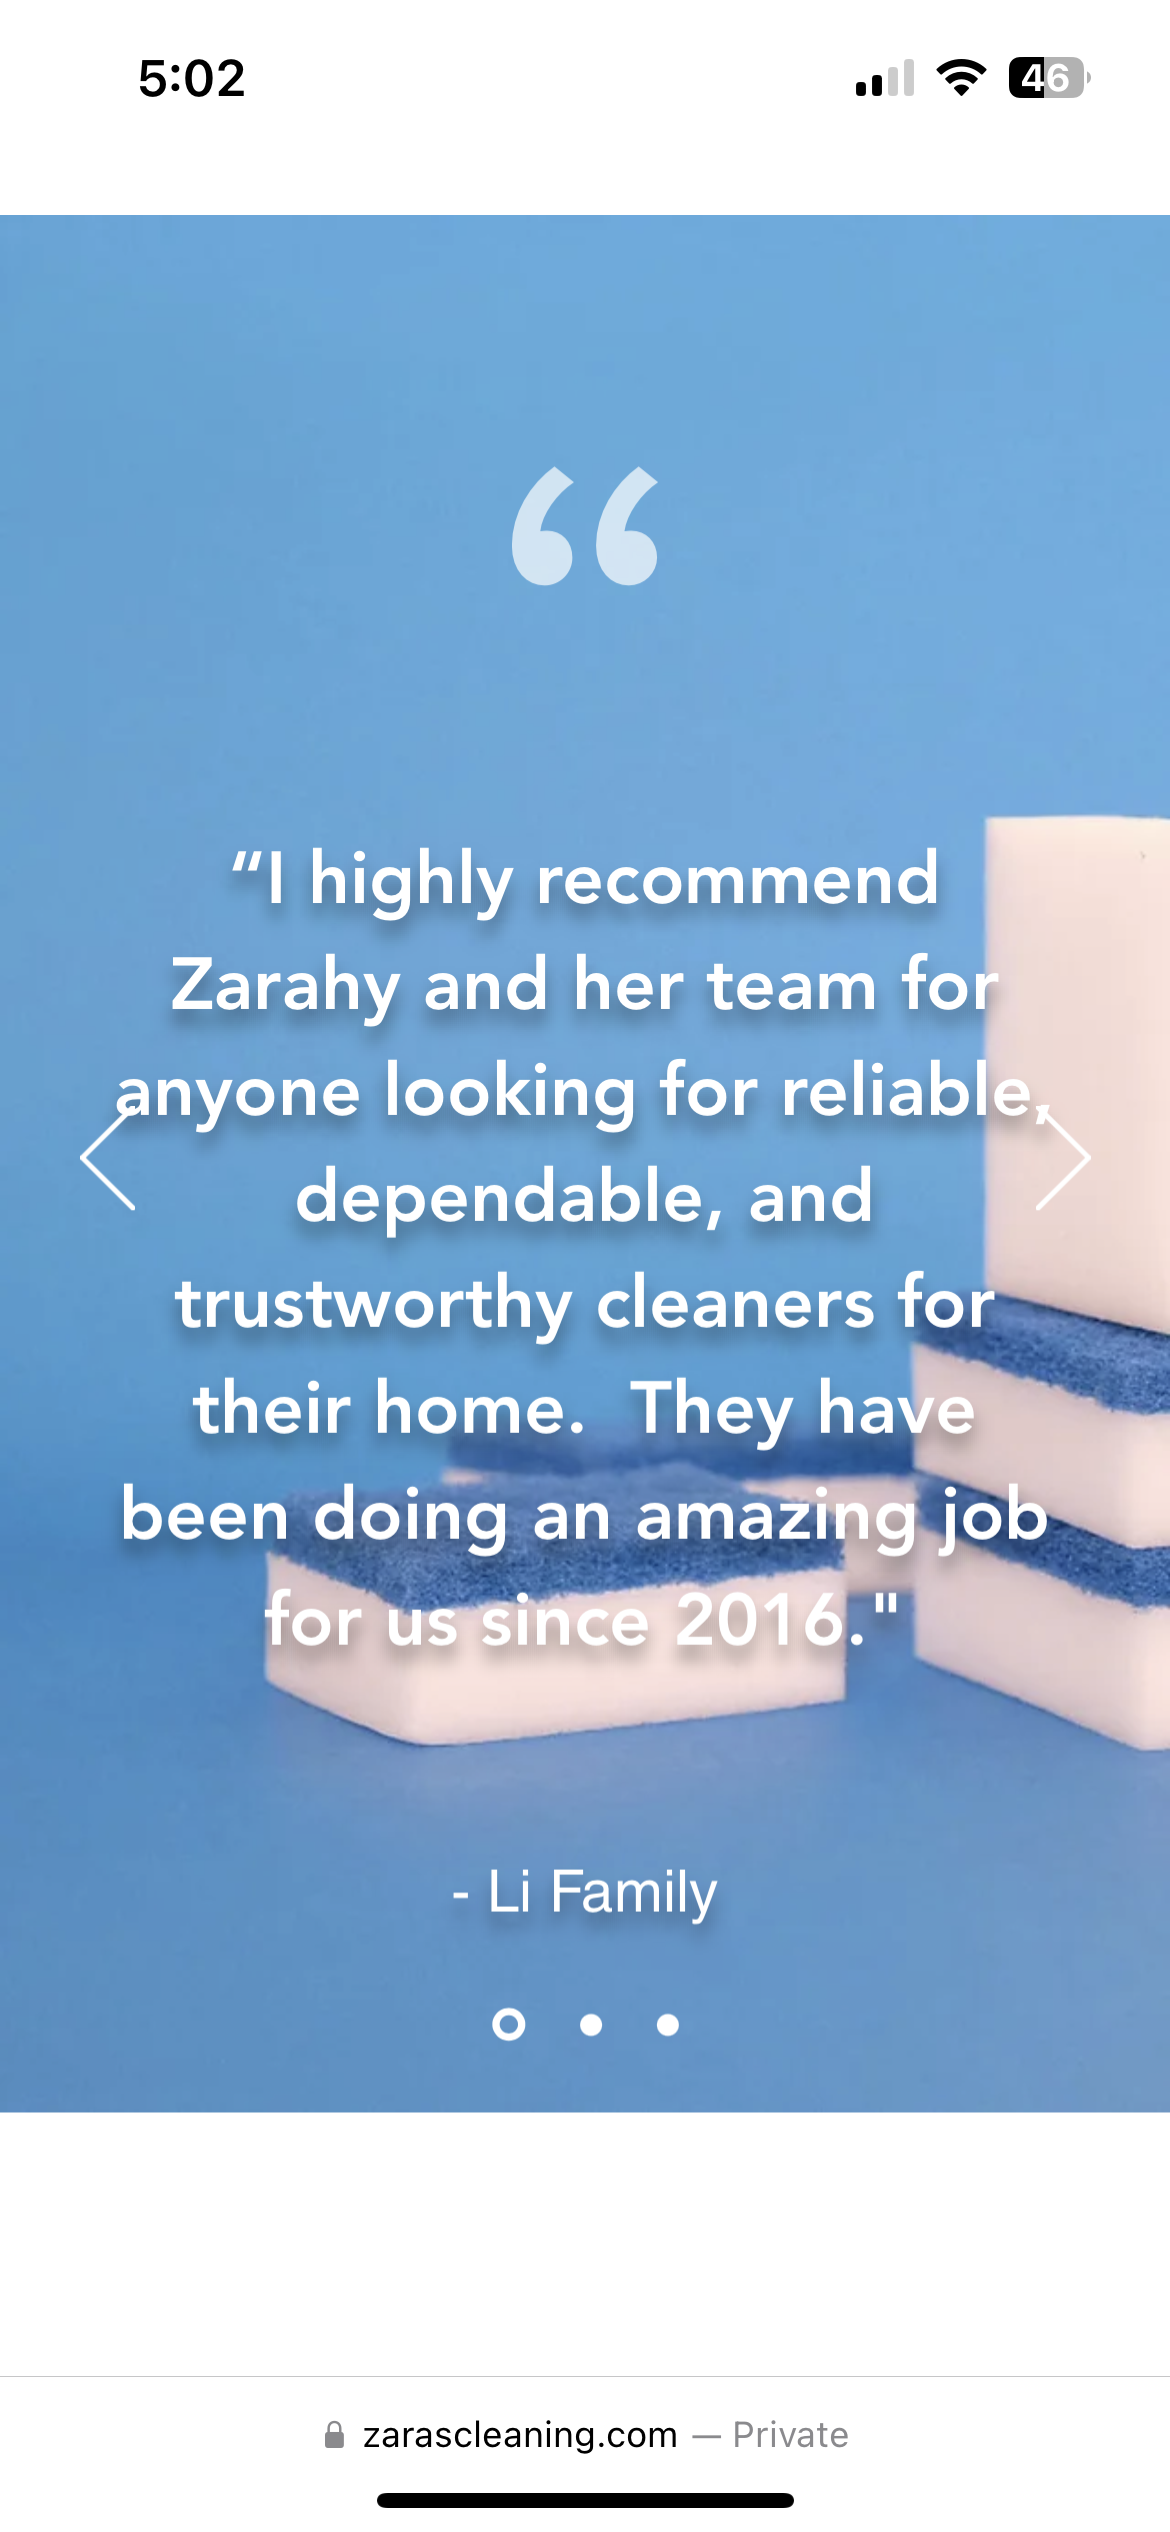 5:02
46
“
“I highly recommend
Zarahy and her team for
anyone looking for reliable,
dependable, and
trustworthy cleaners for
their home.  They have
been doing an amazing job
for us since 2016."
- Li Family
zarascleaning.com — Private